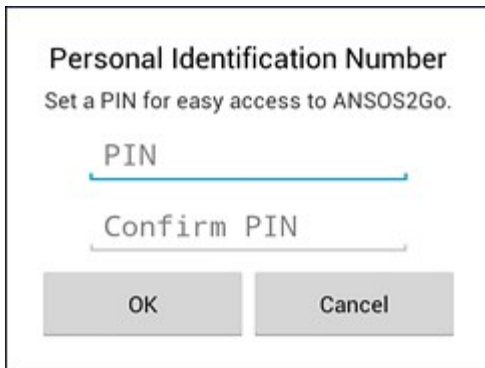 Personal Identification Number
Set a PIN for easy access to ANSOS2Go.
PIN
Confirm PIN
OK
Cancel